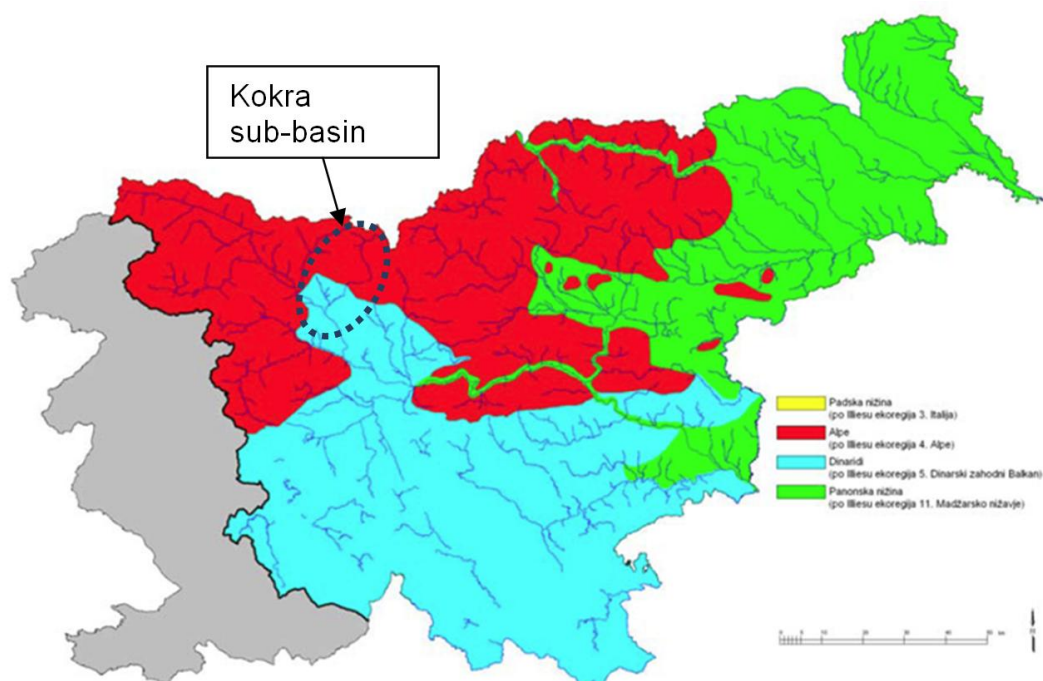 Kokra
sub-basin
Padska nižina
(po Illiesu ekoregija 3. Italija)
Alpe
(po Illiesu ekoregija 4. Alpe)
Dinaridi
(po Illiesu ekoregija 5. Dinarski zahodni Balkan)
Panonska nižina
(po Illiesu ekoregija 11. Madžarsko nižavje)